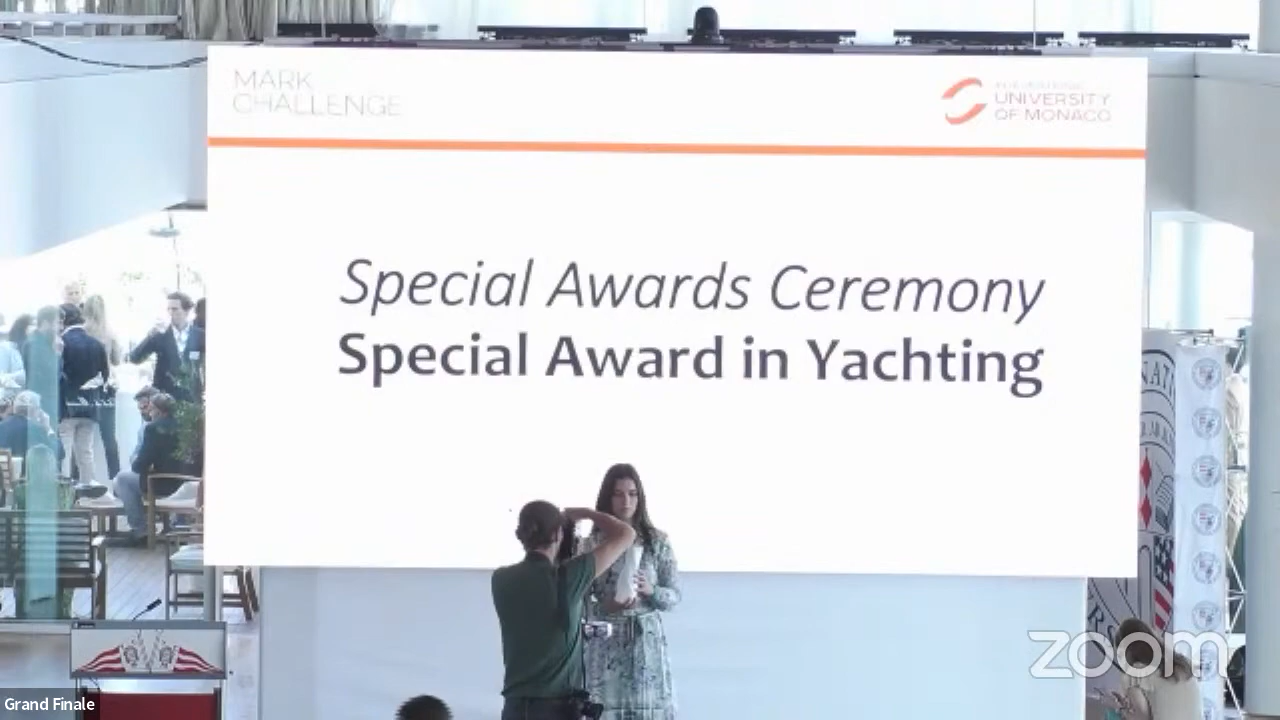 MARK
CHALLENGE
UNIVERSITY
OF MONACO
Special Awards Ceremony
Special Award in Yachting
zoom
Grand Finale